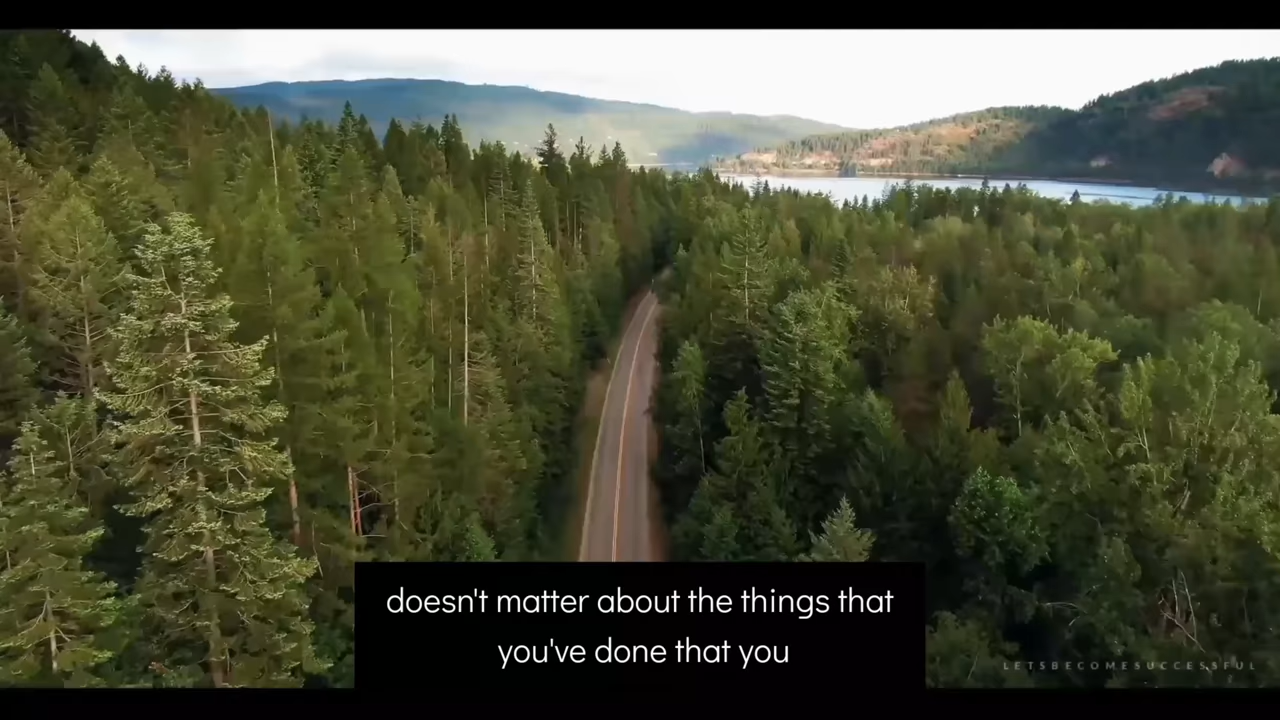 doesn't matter about the things that
you've done that you
LETSBECOMESUCCESSFUL